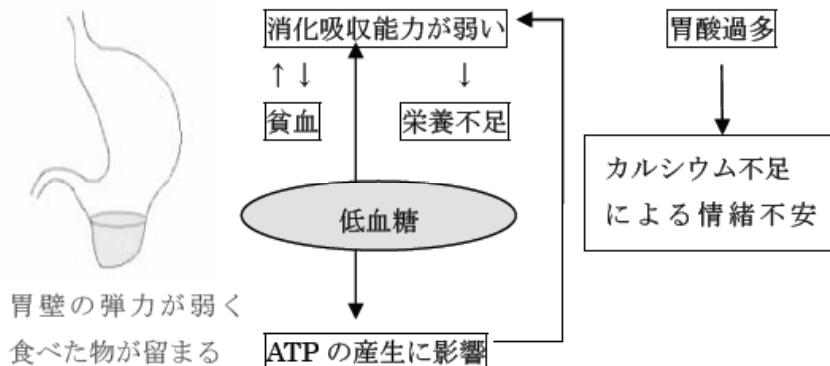 消化吸収能力が弱い
胃酸過多
↑ ↓ ↓
貧血
栄養不足
カルシウム不足
による情緒不安
低血糖
胃壁の弾力が弱く
食べた物が留まる
ATP の産生に影響